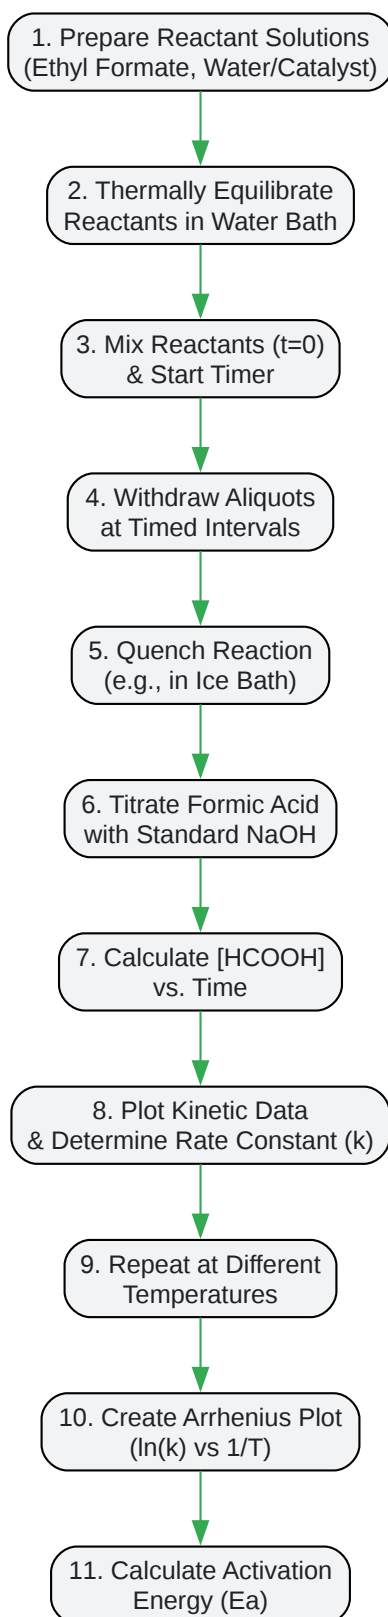 1. Prepare Reactant Solutions
(Ethyl Formate, Water/Catalyst)
2. Thermally Equilibrate
Reactants in Water Bath
3. Mix Reactants (t=0)
& Start Timer
4. Withdraw Aliquots
at Timed Intervals
5. Quench Reaction
(e.g., in Ice Bath)
6. Titrate Formic Acid
with Standard NaOH
7. Calculate [HCOOH]
vs. Time
8. Plot Kinetic Data
& Determine Rate Constant (k)
9. Repeat at Different
Temperatures
10. Create Arrhenius Plot
(ln(k) vs 1/T)
11. Calculate Activation
Energy (Ea)